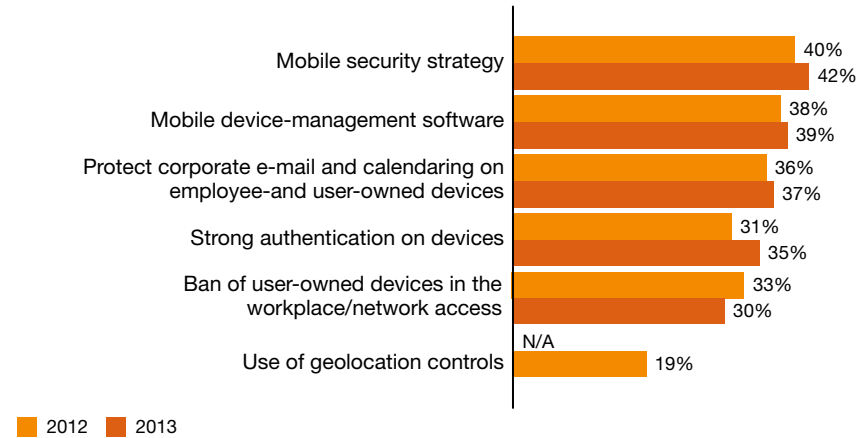 Mobile security strategy
40%
42%
Mobile device-management software
38%
39%
Protect corporate e-mail and calendaring on
employee-and user-owned devices
36%
37%
Strong authentication on devices
31%
35%
Ban of user-owned devices in the
workplace/network access
33%
30%
Use of geolocation controls
N/A
19%
2012
2013